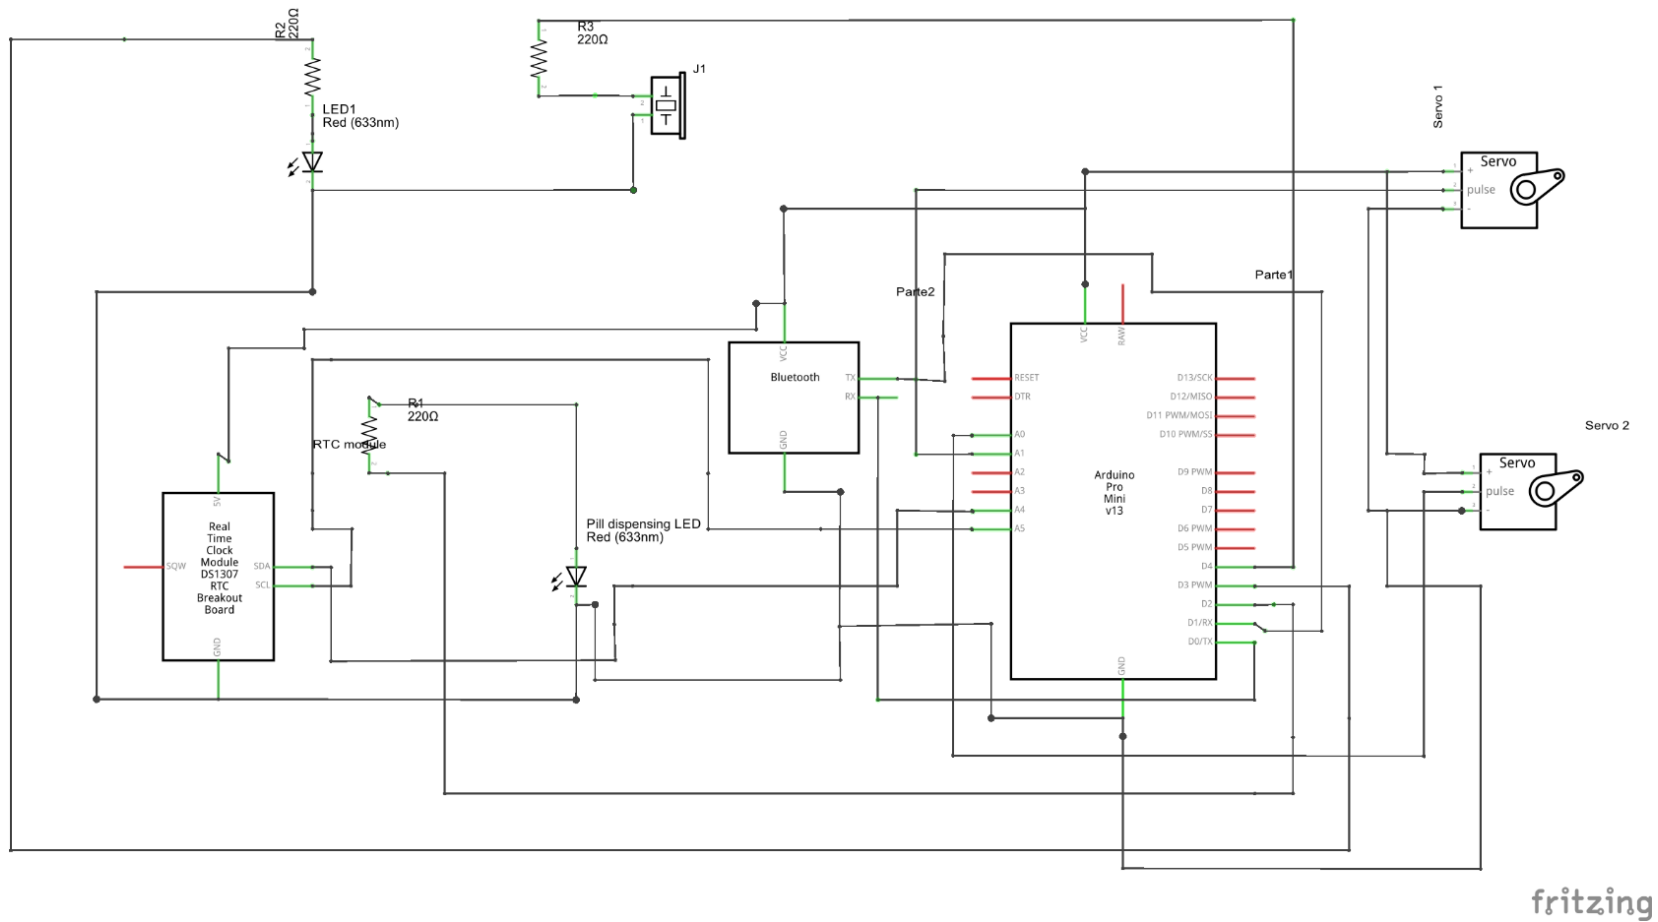 R2
220Ω
R3
220Ω
J1
LED1
Red (633nm)
Servo 1
Servo
+
pulse
-
Parte1
Parte2
VCC
RAW
VCC
Bluetooth
TX
RX
GND
RESET
DTR
A0
A1
A2
A3
A4
A5
D13/SCK
D12/MISO
D11 PWM/MOSI
D10 PWM/SS
D9 PWM
D8
D7
D6 PWM
D5 PWM
D4
D3 PWM
D2
D1/RX
D0/TX
GND
Arduino
Pro
Mini
v13
R1
220Ω
RTC module
Servo 2
Servo
+
pulse
-
5V
Real
Time
Clock
Module
DS1307
RTC
Breakout
Board
SQW
SDA
SCL
GND
Pill dispensing LED
Red (633nm)
fritzing